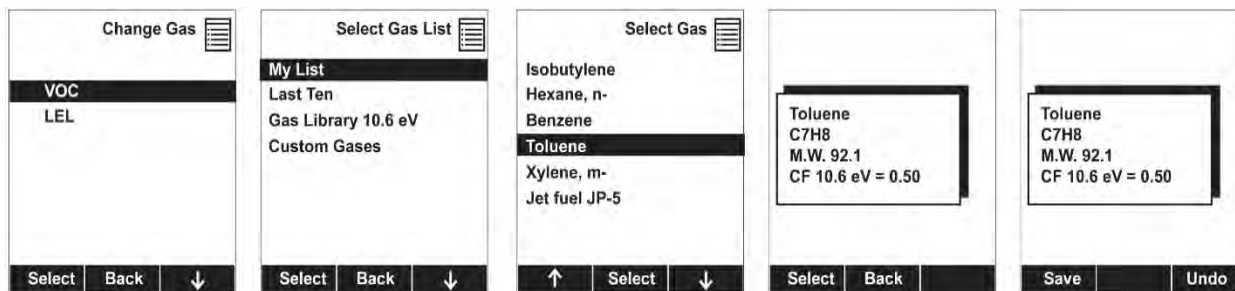 Change Gas
VOC
LEL
Select Back ↓
Select Gas List
My List
Last Ten
Gas Library 10.6 eV
Custom Gases
Select Back ↓
Select Gas
Isobutylene
Hexane, n-
Benzene
Toluene
Xylene, m-
Jet fuel JP-5
↑ Select ↓
Toluene
C7H8
M.W. 92.1
CF 10.6 eV = 0.50
Select Back
Toluene
C7H8
M.W. 92.1
CF 10.6 eV = 0.50
Save Undo